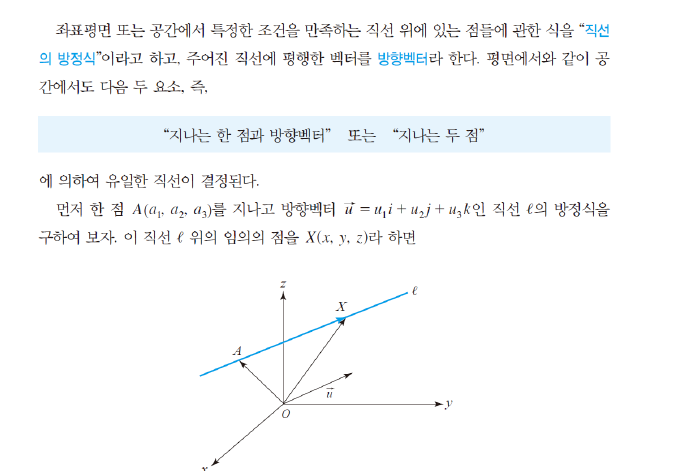 좌표평면 또는 공간에서 특정한 조건을 만족하는 직선 위에 있는 점들에 관한 식을 “직선
의 방정식”이라고 하고, 주어진 직선에 평행한 벡터를 방향벡터라 한다. 평면에서와 같이 공
간에서도 다음 두 요소, 즉,
“지나는 한 점과 방향벡터” 또는 “지나는 두 점”
에 의하여 유일한 직선이 결정된다.
먼저 한 점 A(a₁, a₂, a₃)를 지나고 방향벡터 u⃗ = u₁i + u₂j + u₃k인 직선 ℓ의 방정식을
구하여 보자. 이 직선 ℓ 위의 임의의 점을 X(x, y, z)라 하면
z
ℓ
X
A
u⃗
y
O
x